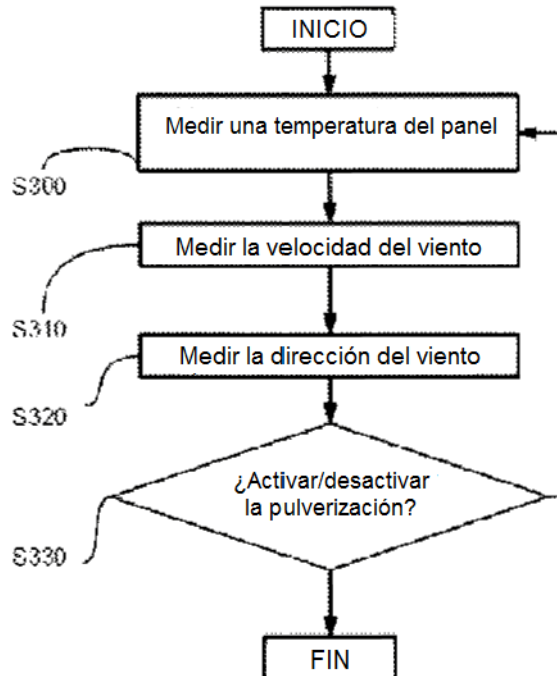 INICIO
Medir una temperatura del panel
S300
Medir la velocidad del viento
S310
Medir la dirección del viento
S320
¿Activar/desactivar
la pulverización?
S330
FIN